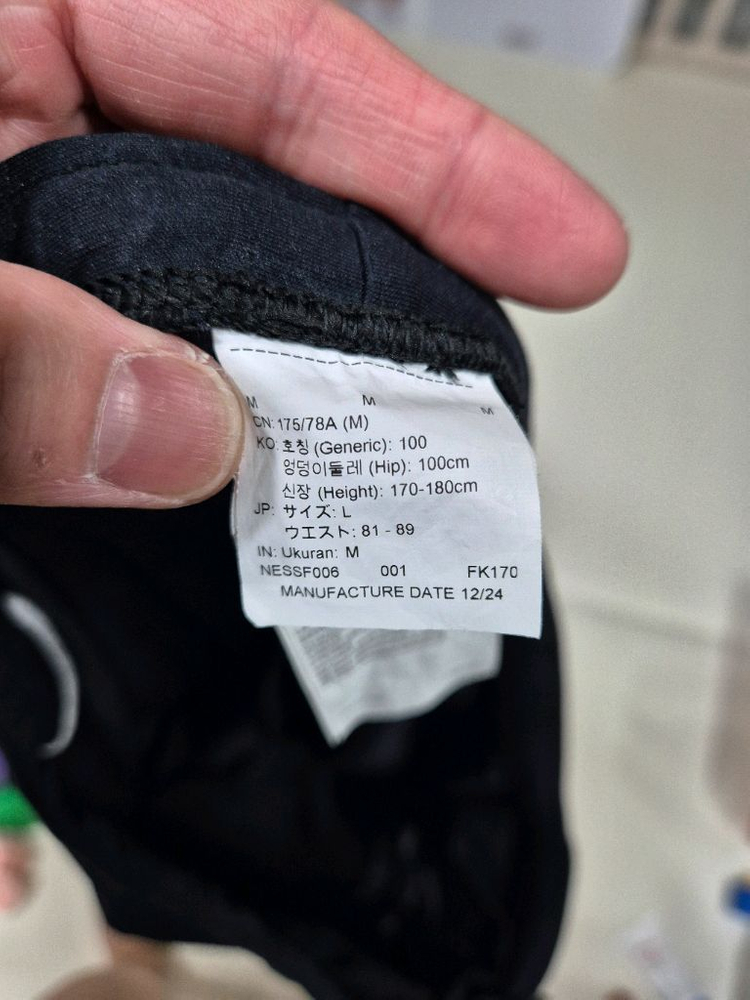 M M M
CN: 175/78A (M)
KO: 호칭 (Generic): 100
엉덩이둘레 (Hip): 100cm
신장 (Height): 170-180cm
JP: サイズ: L
ウエスト: 81 - 89
IN: Ukuran: M
NESSF006 001 FK170
MANUFACTURE DATE 12/24